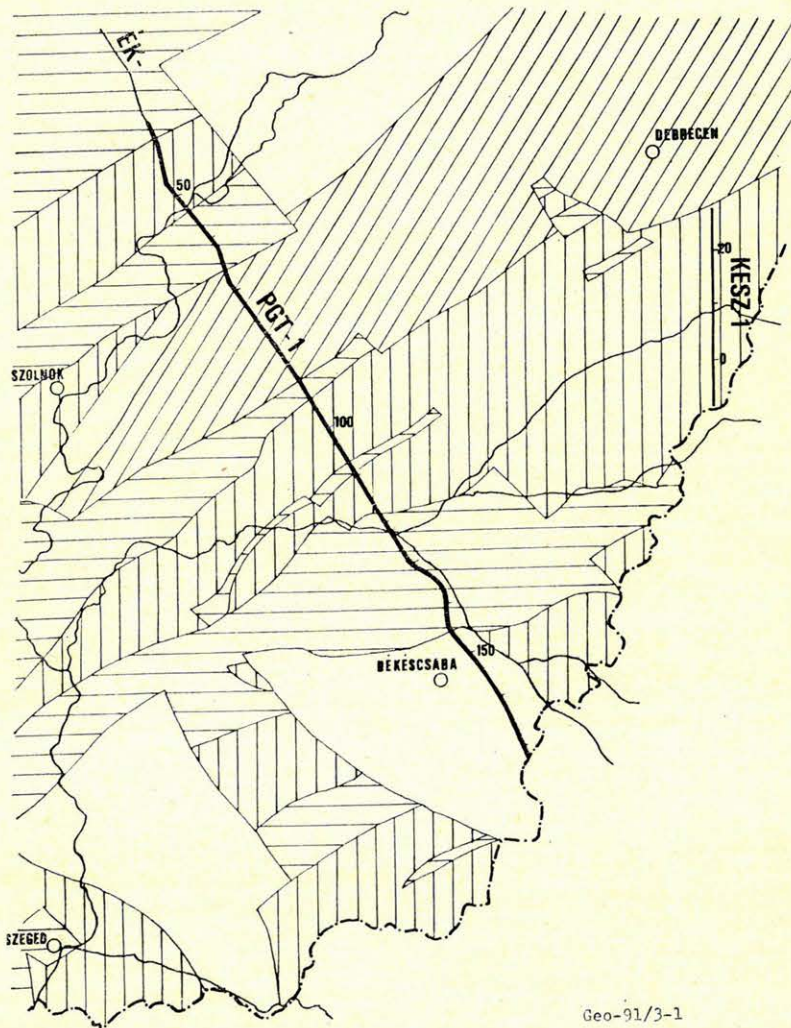 ÉK-
DEBRECEN
50
20
KESZ-1
PGT-1
0
SZOLNOK
100
150
BÉKÉSCSABA
SZEGED
Geo-91/3-1